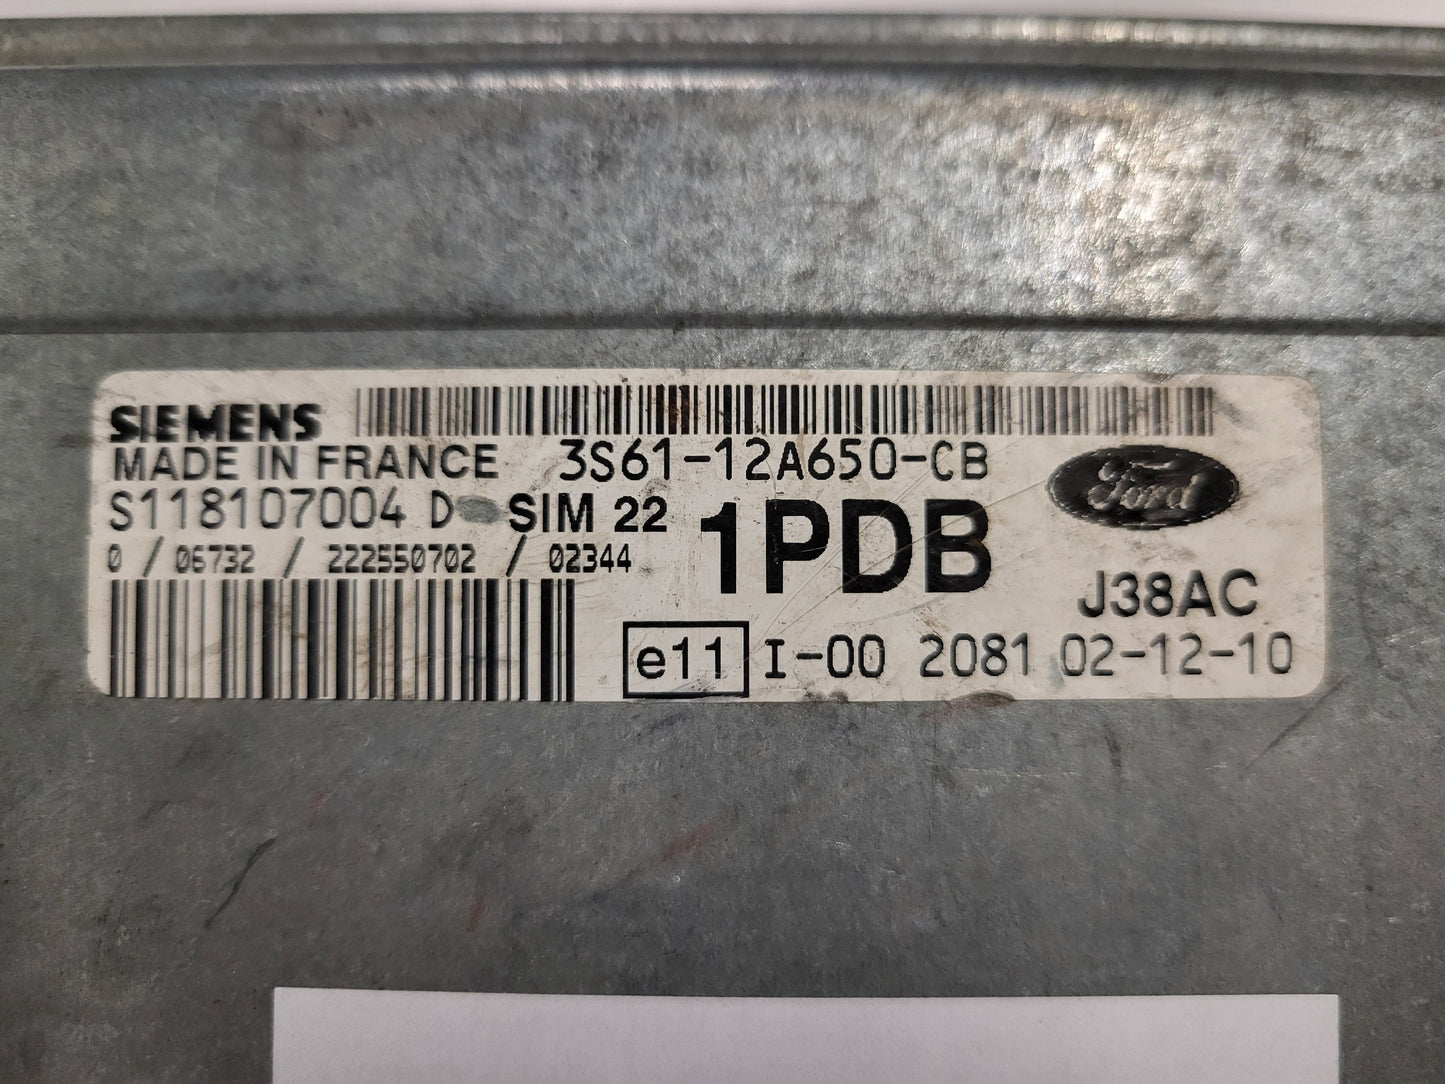 SIEMENS
MADE IN FRANCE 3S61-12A650-CB
S118107004 D SIM 22 1PDB Ford
0 / 06732 / 222550702 / 02344
J38AC
e11 I-00 2081 02-12-10